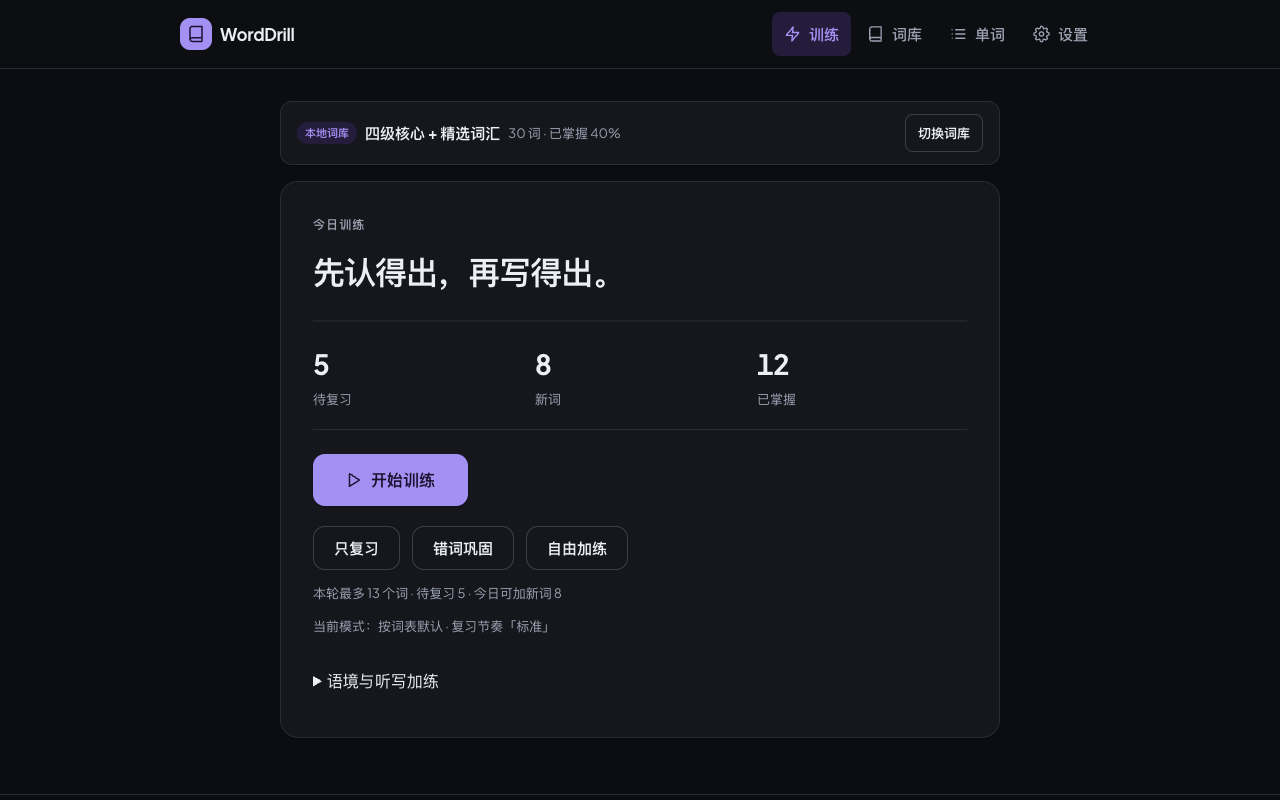 WordDrill
训练
词库
单词
设置
本地词库 四级核心 + 精选词汇 30 词 · 已掌握 40% 切换词库
今日训练
先认得出，再写得出。
5 8 12
待复习 新词 已掌握
开始训练
只复习 错词巩固 自由加练
本轮最多 13 个词 · 待复习 5 · 今日可加新词 8
当前模式：按词表默认 · 复习节奏「标准」
语境与听写加练